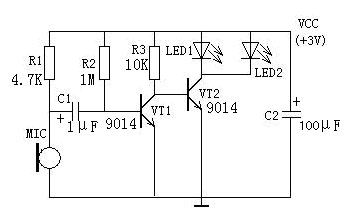 VCC
(+3V)
R1
4.7K
R2
1M
R3
10K
LED1
LED2
C1
+
1μF
9014
VT1
VT2
9014
+
C2
100μF
MIC